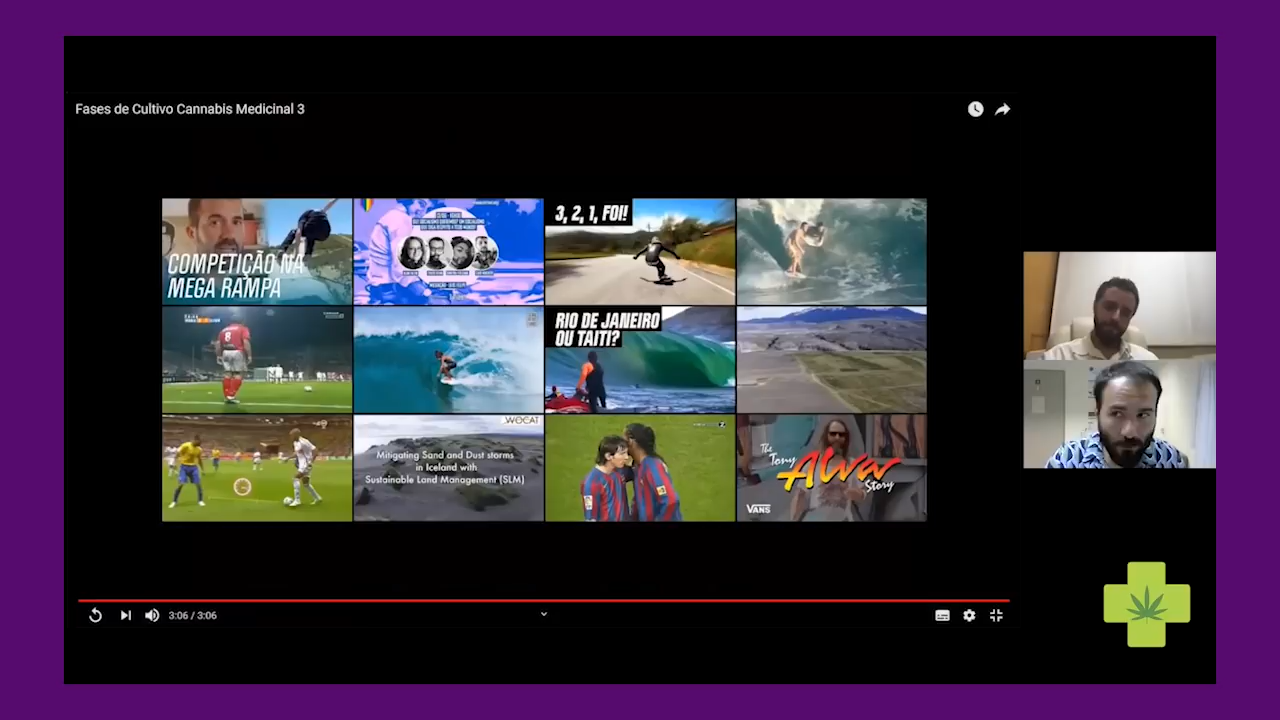 Fases de Cultivo Cannabis Medicinal 3
COMPETIÇÃO NA
MEGA RAMPA
3, 2, 1, FOI!
8
RIO DE JANEIRO
OU TAITI?
WOCAT
Mitigating Sand and Dust storms
in Iceland with
Sustainable Land Management (SLM)
The
Tony
Alva
Story
VANS
3:06 / 3:06